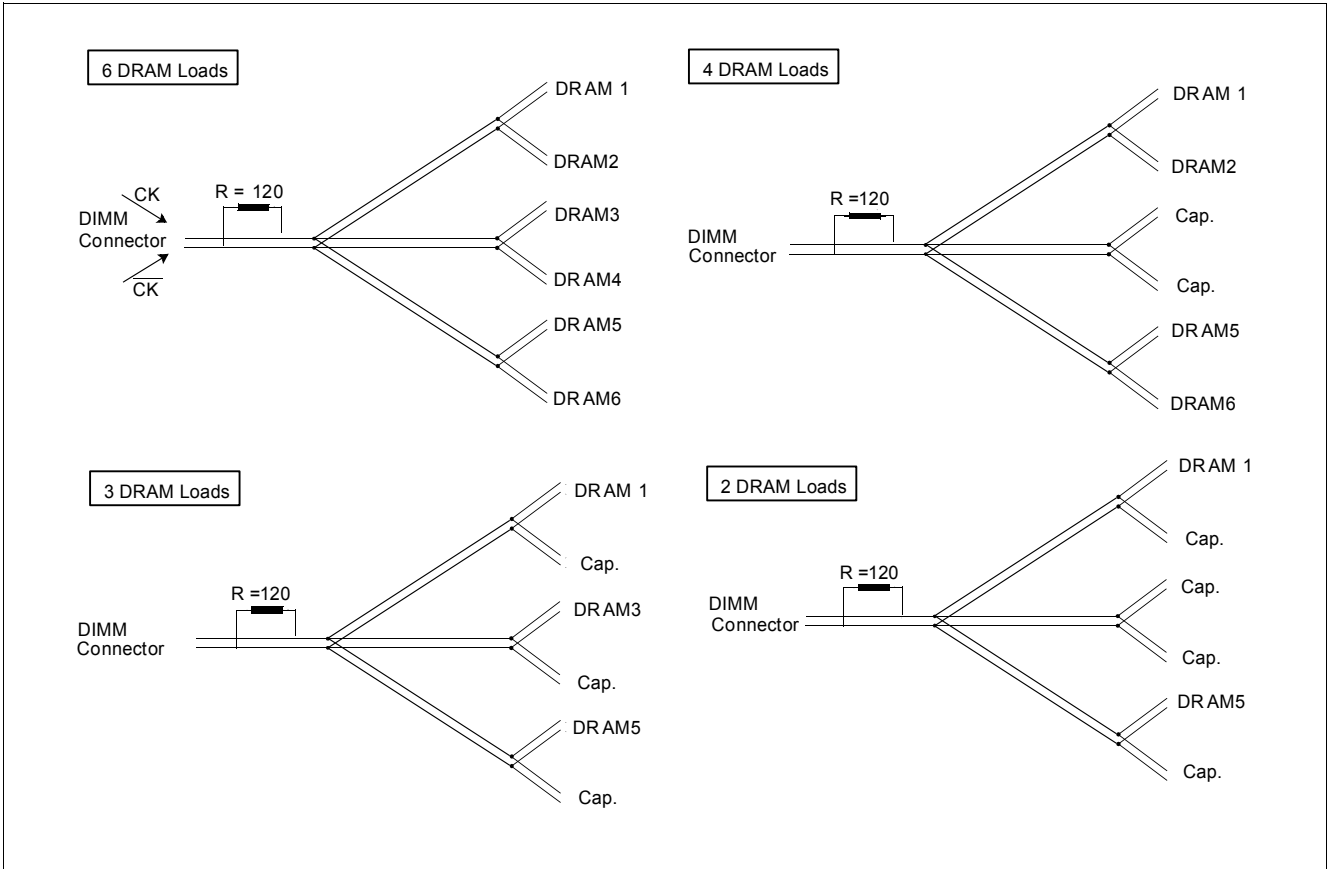 6 DRAM Loads
DRAM 1
DRAM2
R = 120
CK
DIMM
Connector
CK
DRAM3
DRAM4
DRAM5
DRAM6
4 DRAM Loads
DRAM 1
DRAM2
R =120
DIMM
Connector
Cap.
Cap.
DRAM5
DRAM6
3 DRAM Loads
DRAM 1
Cap.
R =120
DIMM
Connector
DRAM3
Cap.
DRAM5
Cap.
2 DRAM Loads
DRAM 1
Cap.
R =120
DIMM
Connector
Cap.
Cap.
DRAM5
Cap.